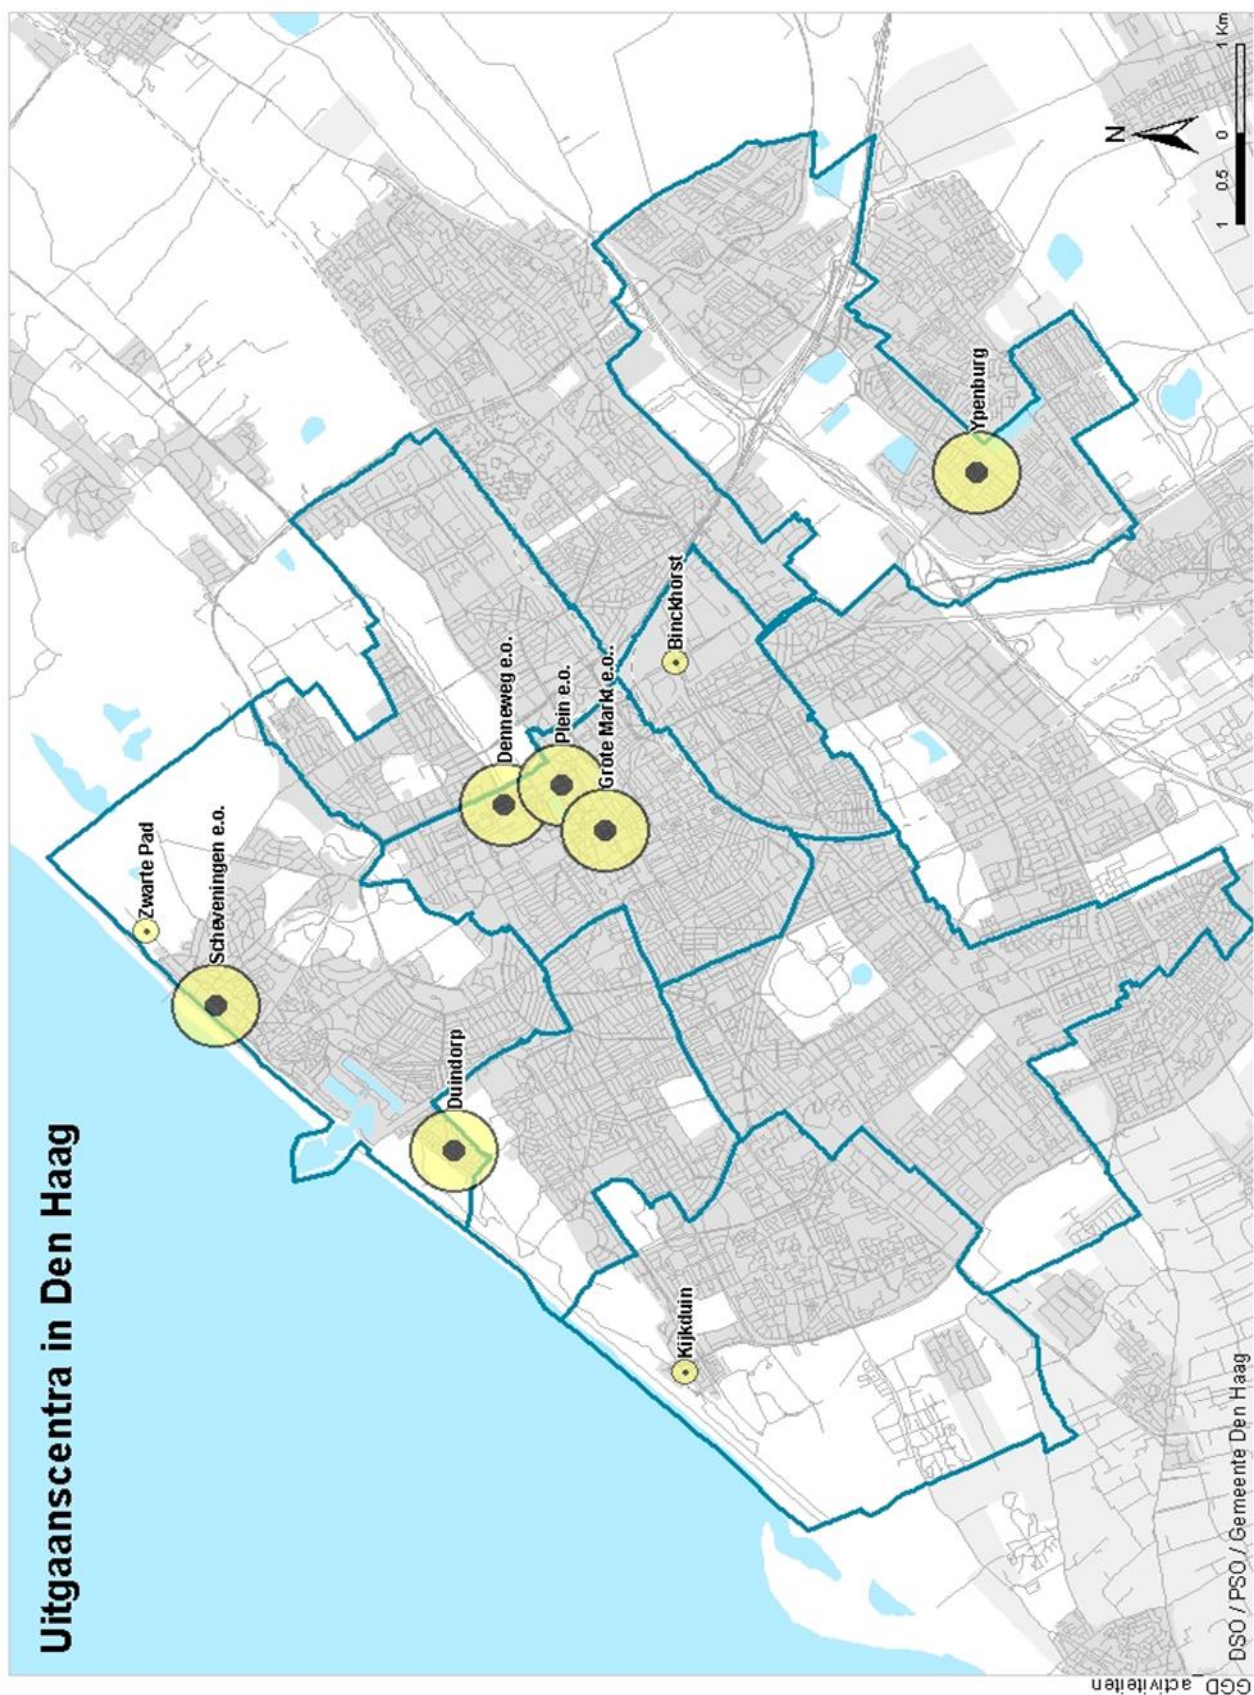 Uitgaanscentra in Den Haag
Zwarte Pad
Scheveningen e.o.
Duindorp
Denneweg e.o.
Plein e.o.
Grote Markt e.o..
Binckhorst
Kijkduin
Ypenburg
N
1 0.5 0 1 Km
DSO / PSO / Gemeente Den Haag
GGD_activiteiten